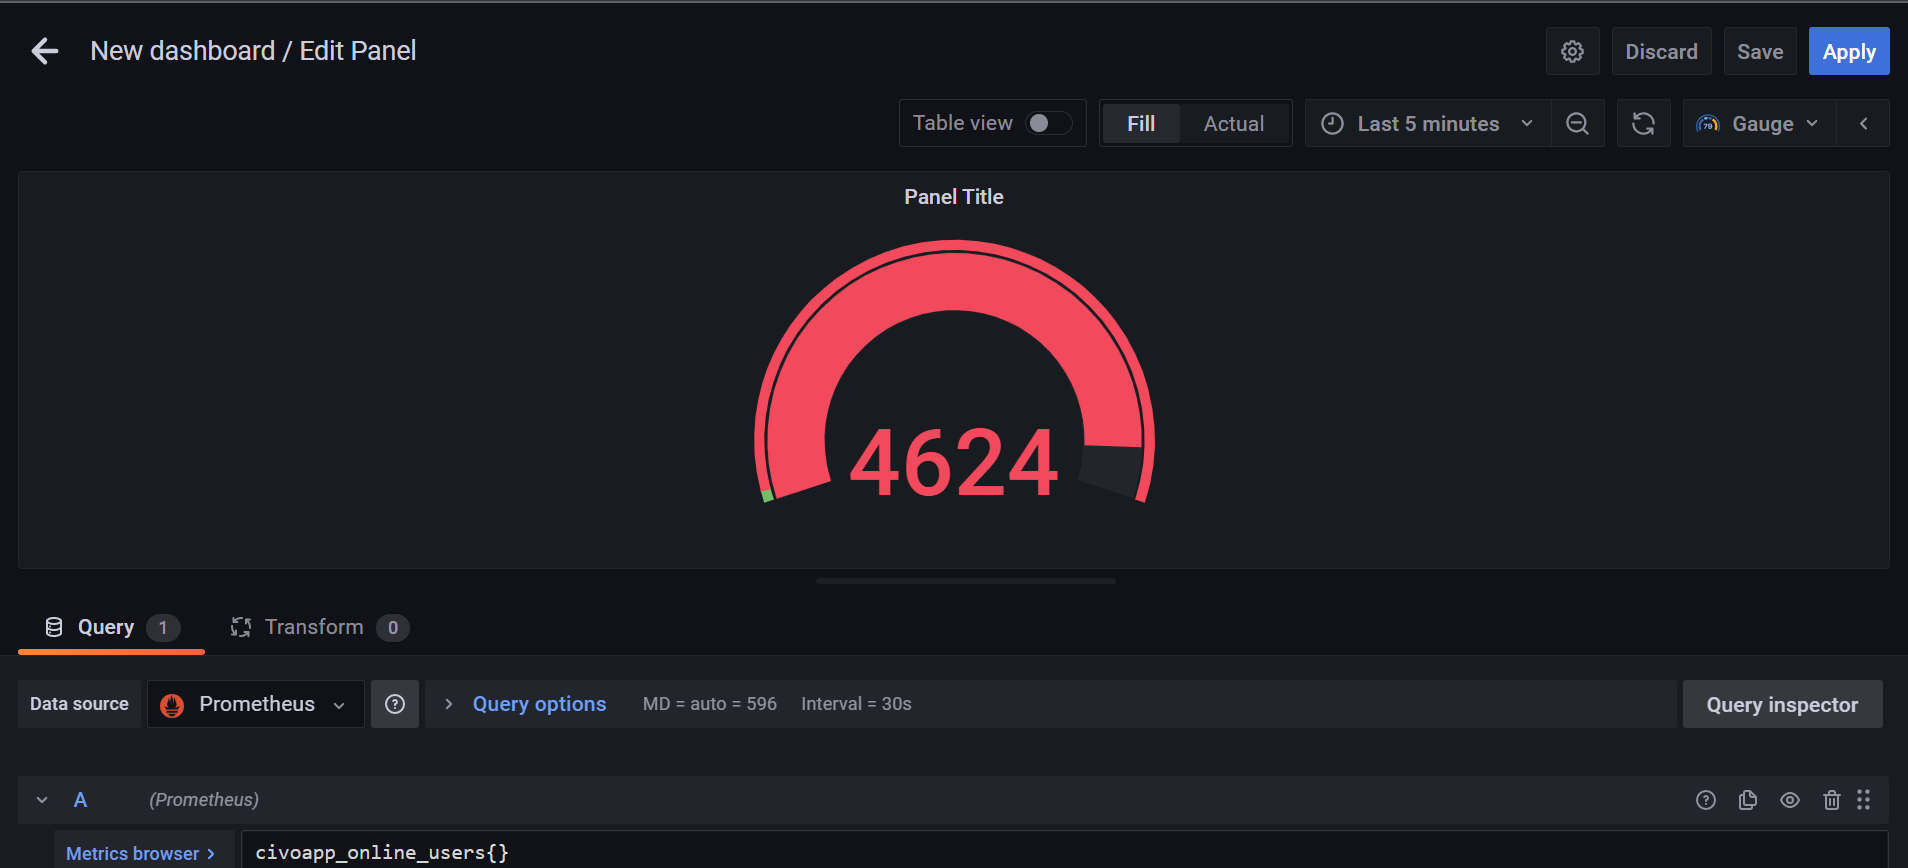 New dashboard / Edit Panel
Discard
Save
Apply
Table view
Fill
Actual
Last 5 minutes
79
Gauge
Panel Title
4624
Query 1
Transform 0
Data source
Prometheus
?
Query options
MD = auto = 596
Interval = 30s
Query inspector
A
(Prometheus)
?
Metrics browser >
civoapp_online_users{}